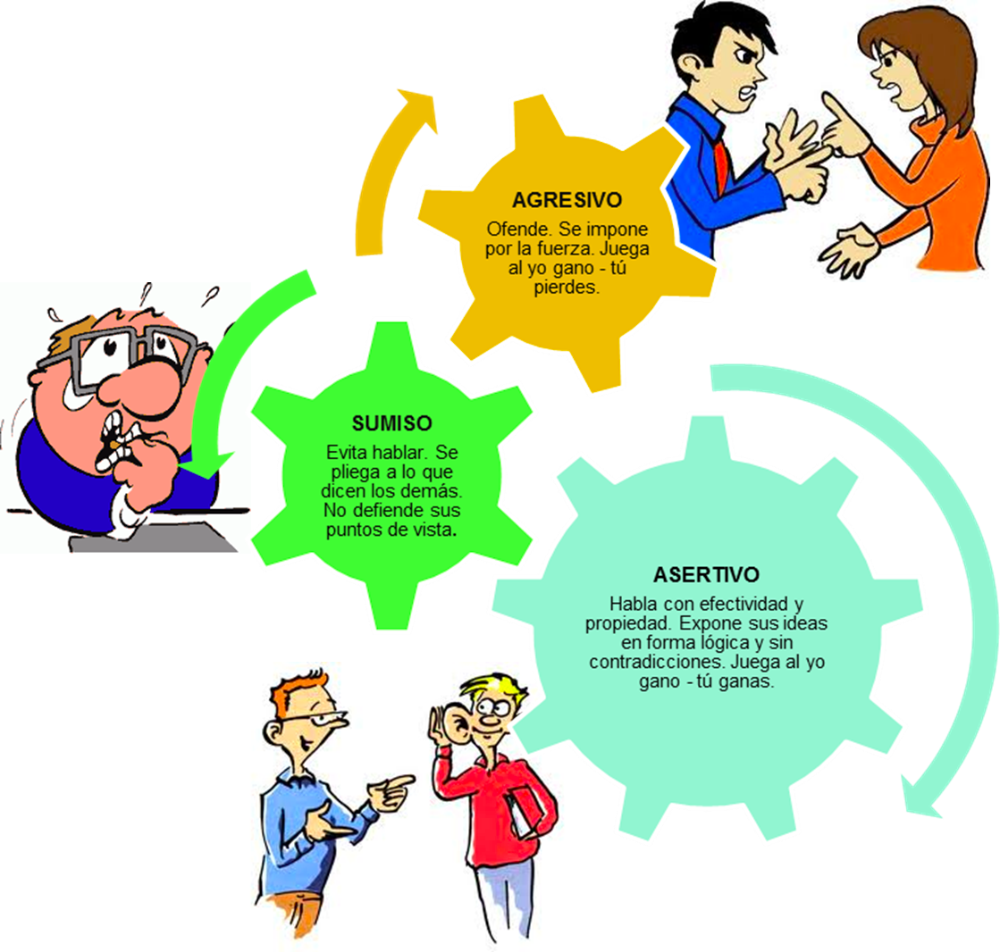 AGRESIVO
Ofende. Se impone
por la fuerza. Juega
al yo gano - tú
pierdes.
SUMISO
Evita hablar. Se
pliega a lo que
dicen los demás.
No defiende sus
puntos de vista.
ASERTIVO
Habla con efectividad y
propiedad. Expone sus ideas
en forma lógica y sin
contradicciones. Juega al yo
gano - tú ganas.